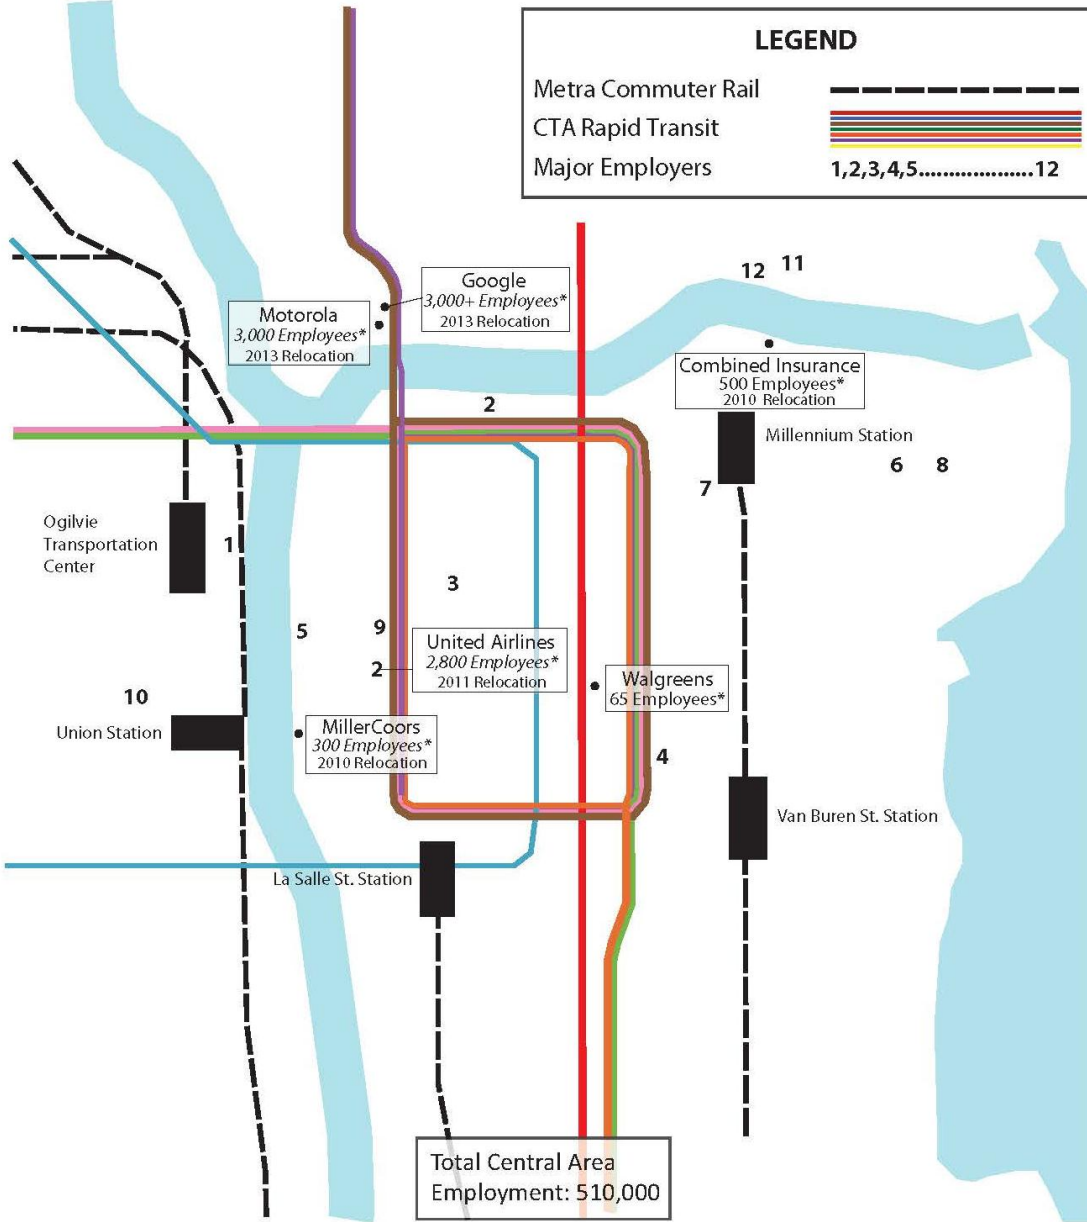 LEGEND
Metra Commuter Rail
CTA Rapid Transit
Major Employers 1,2,3,4,5...................12
12 11
Google
3,000+ Employees*
2013 Relocation
Motorola
3,000 Employees*
2013 Relocation
Combined Insurance
500 Employees*
2010 Relocation
2
Millennium Station
6 8
7
Ogilvie
Transportation
Center
1
3
5
9
United Airlines
2,800 Employees*
2011 Relocation
2
Walgreens
65 Employees*
10
Union Station
MillerCoors
300 Employees*
2010 Relocation
4
Van Buren St. Station
La Salle St. Station
Total Central Area
Employment: 510,000